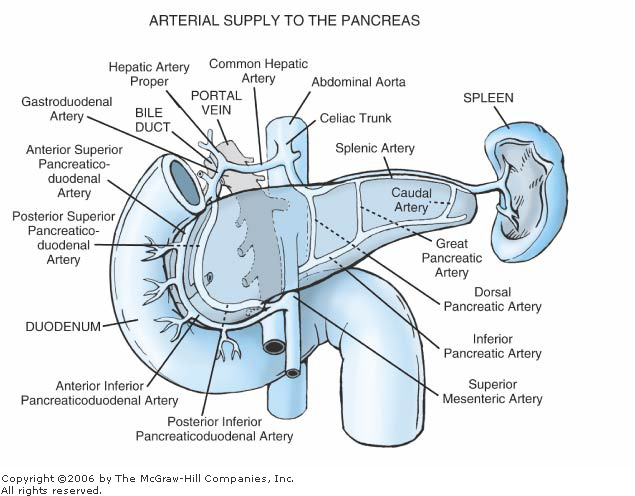 ARTERIAL SUPPLY TO THE PANCREAS
Hepatic Artery
Proper
Common Hepatic
Artery
Abdominal Aorta
Gastroduodenal
Artery
PORTAL
VEIN
BILE
DUCT
Celiac Trunk
SPLEEN
Anterior Superior
Pancreatico-
duodenal
Artery
Splenic Artery
Caudal
Artery
Posterior Superior
Pancreatico-
duodenal
Artery
Great
Pancreatic
Artery
Dorsal
Pancreatic Artery
DUODENUM
Inferior
Pancreatic Artery
Anterior Inferior
Pancreaticoduodenal Artery
Superior
Mesenteric Artery
Posterior Inferior
Pancreaticoduodenal Artery
Copyright ©2006 by The McGraw-Hill Companies, Inc.
All rights reserved.